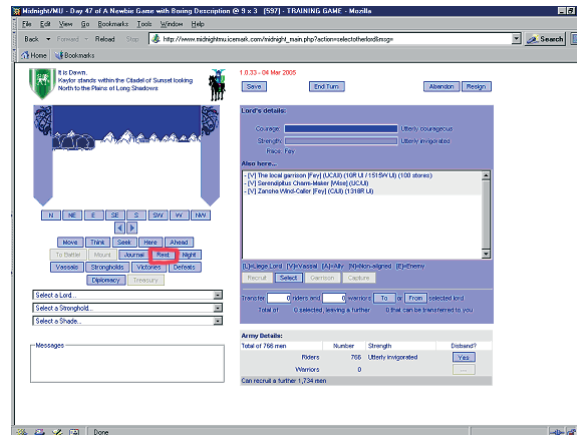 Midnight/MU - Day 47 of A Newbie Game with Boring Description @ 9 x 3 [597] - TRAINING GAME - Mozilla
File Edit View Go Bookmarks Tools Window Help
Back Forward Reload Stop http://www.midnightmu.icemark.com/midnight_main.php?action=selectotherlord&msg= Search
Home Bookmarks
It is Dawn.
Kaylor stands within the Citadel of Sunset looking
North to the Plains of Long Shadows
1.0.33 - 04 Mar 2005
Save End Turn Abandon Resign
Lord's details:
Courage: Utterly courageous
Strength: Utterly invigorated
Race: Fey
Also here...
- [V] The local garrison [Fey] (UC/UI) (10R UI / 151SW UI) (100 stores)
- [V] Serendiptus Charm-Maker [Wise] (UC/UI)
- [V] Zansho Wind-Caller [Fey] (C/UI) (1318R UI)
N NE E SE S SW W NW
Move Think Seek Here Ahead
To Battle Mount Journal Rest Night
Vassals Strongholds Victories Defeats
Diplomacy Treasury
[L]=Liege Lord [V]=Vassal [A]=Ally [N]=Non-aligned [E]=Enemy
Recruit Select Garrison Capture
Select a Lord...
Select a Stronghold...
Select a Shade...
Transfer 0 riders and 0 warriors To or From selected lord
Total of 0 selected, leaving a further 0 that can be transferred to you
Messages
Army Details:
Total of 766 men Number Strength Disband?
Riders 766 Utterly invigorated Yes
Warriors 0
Can recruit a further 1,734 men
Done